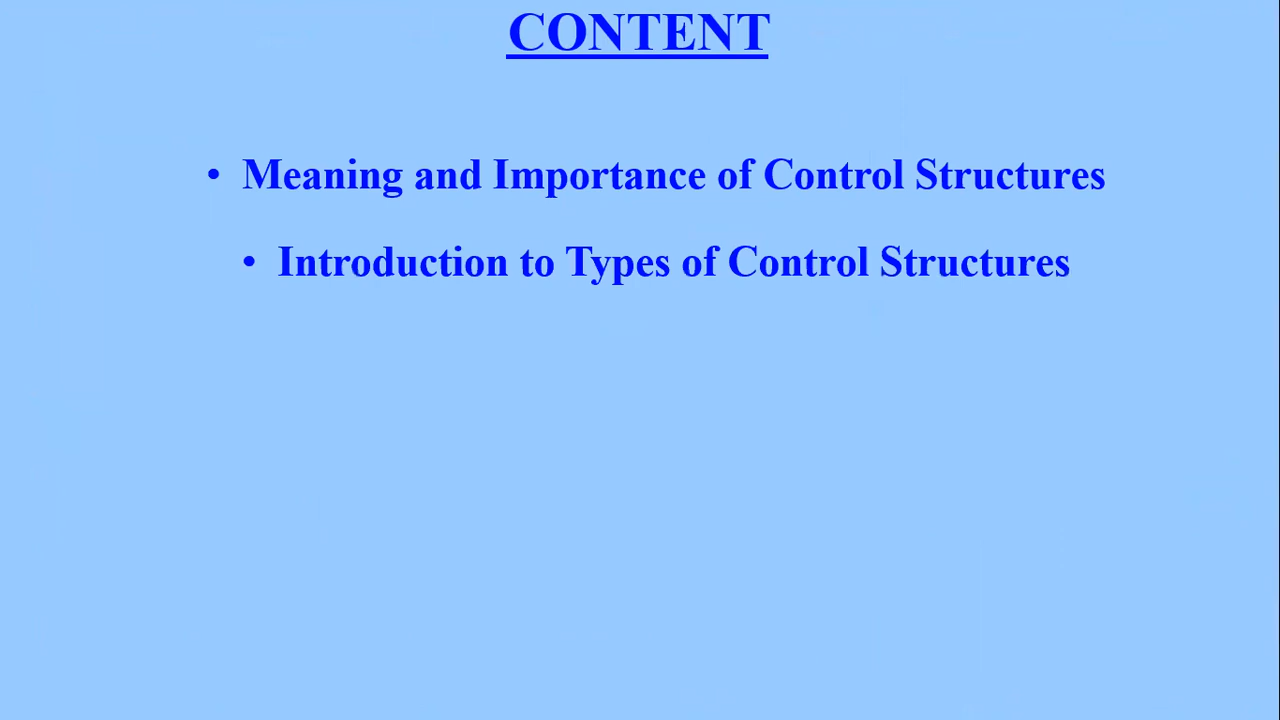 CONTENT
• Meaning and Importance of Control Structures
• Introduction to Types of Control Structures